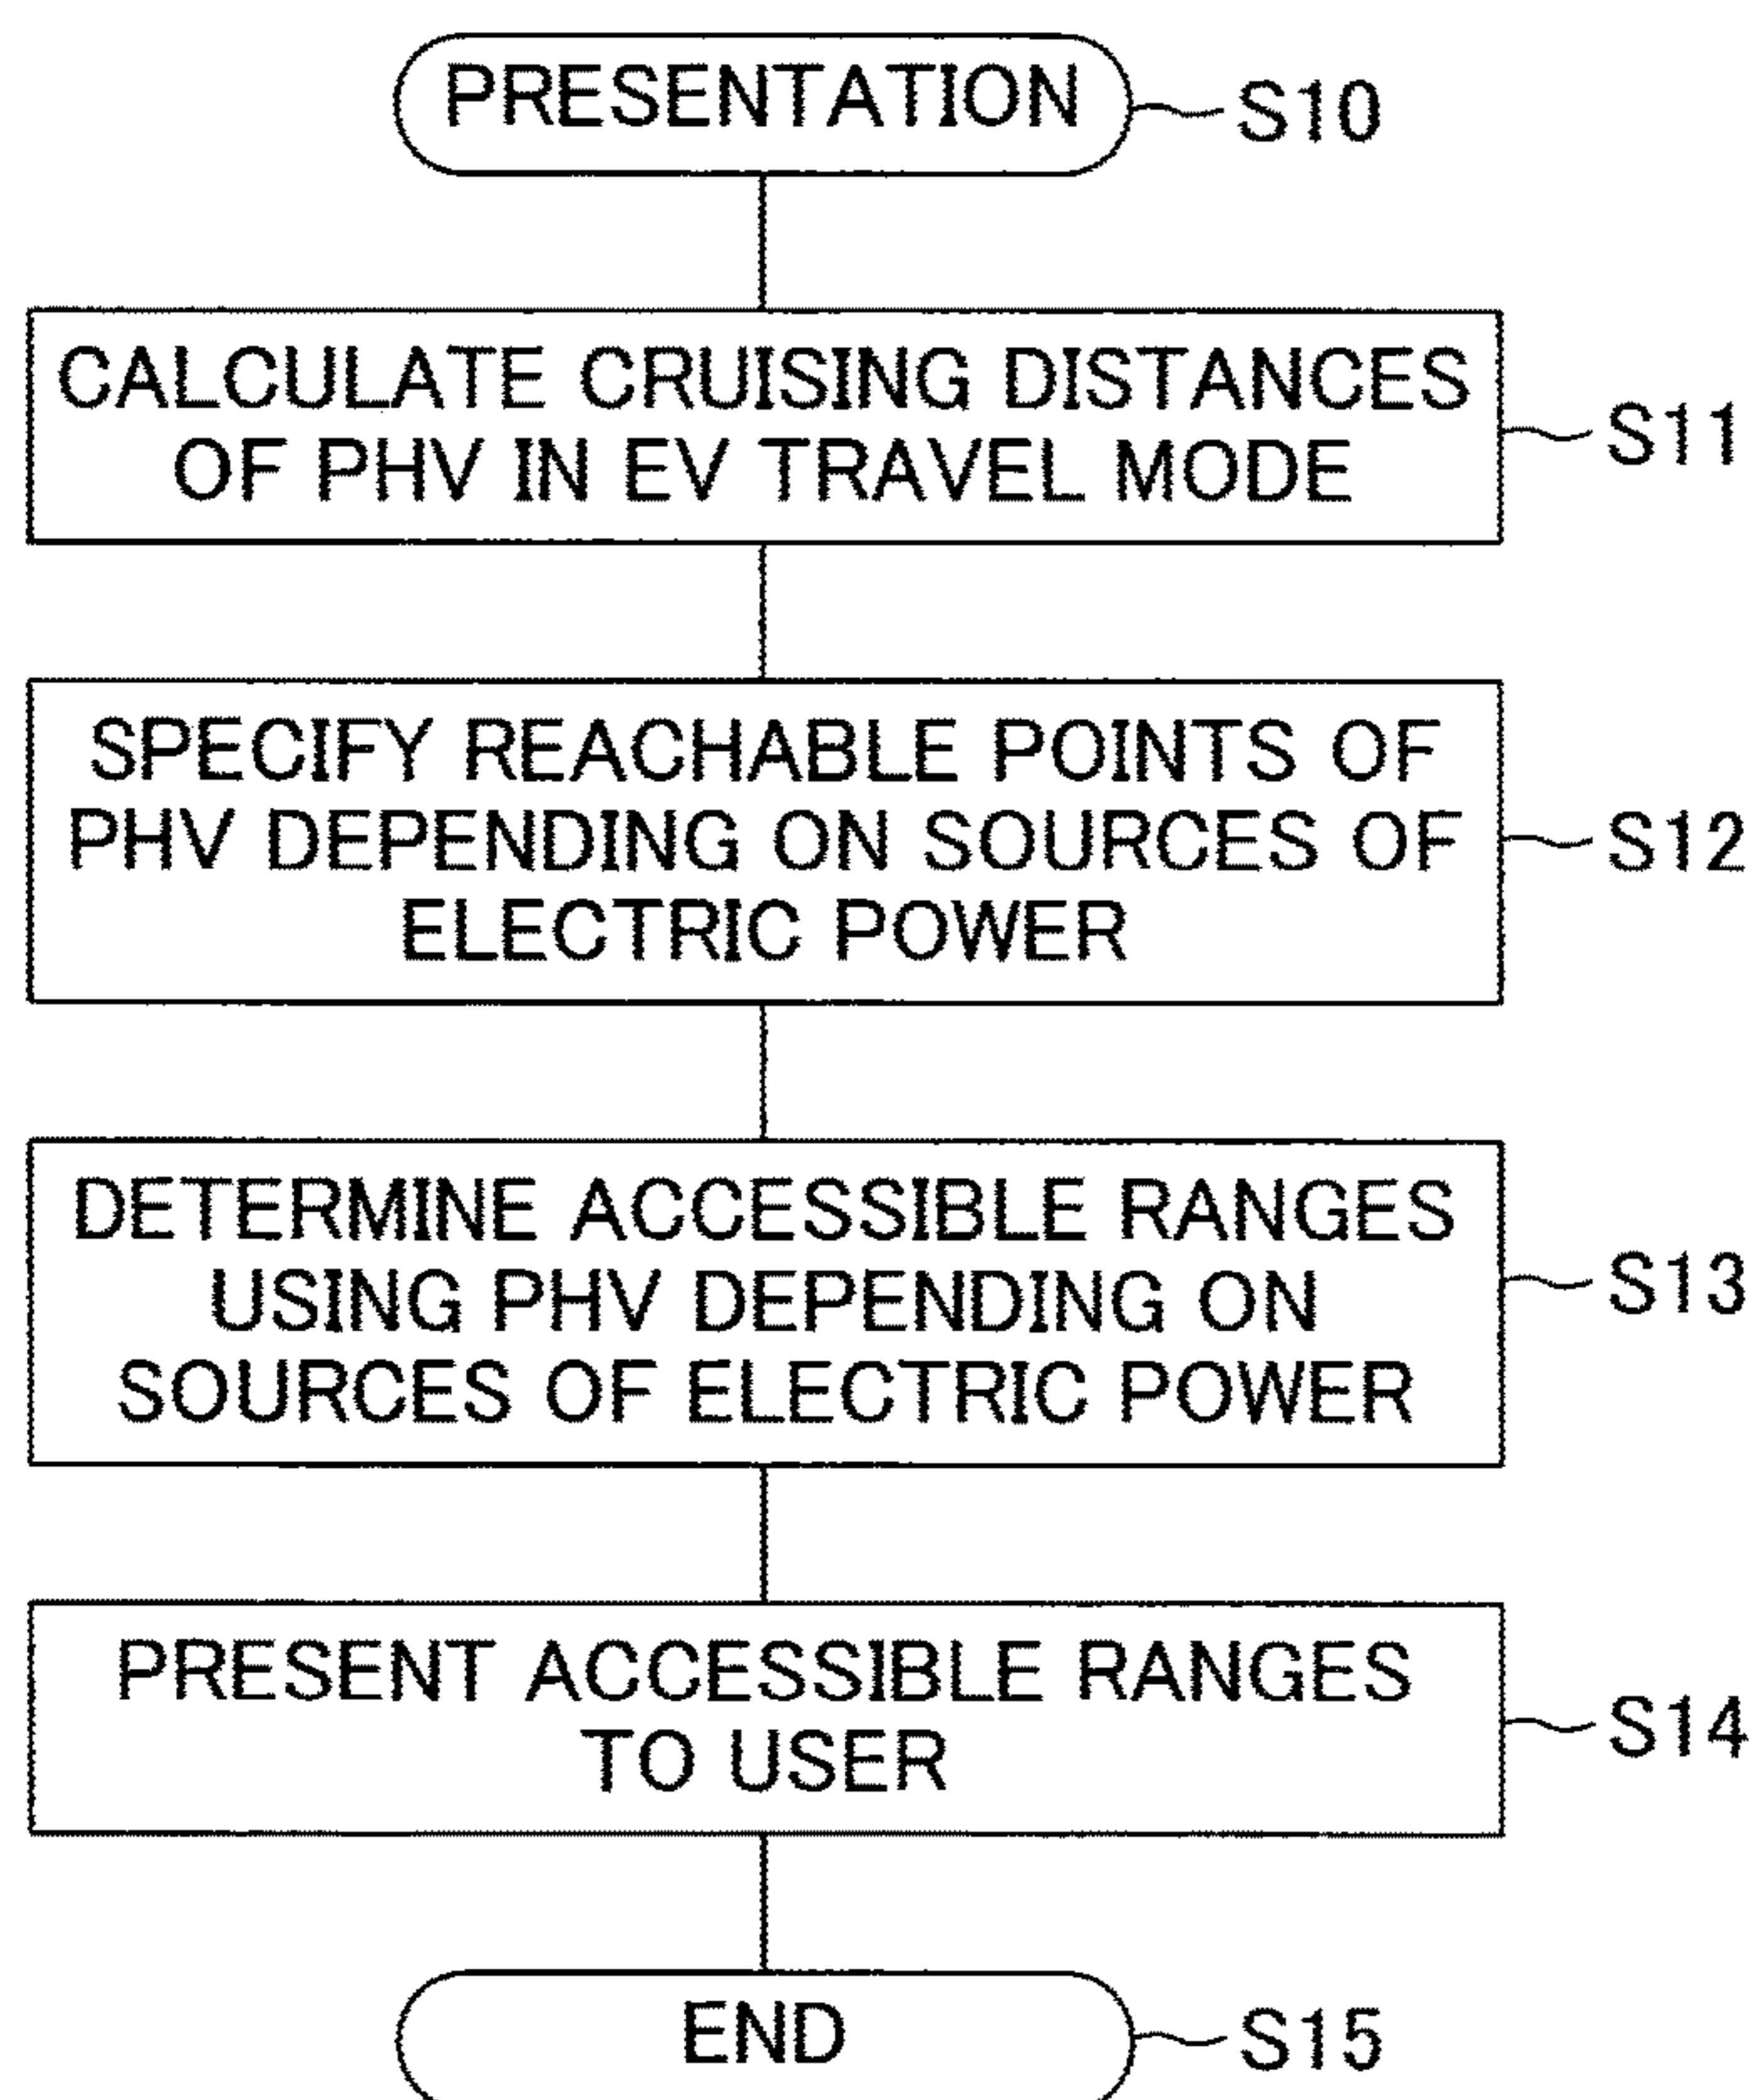 PRESENTATION
S10
CALCULATE CRUISING DISTANCES
OF PHV IN EV TRAVEL MODE
S11
SPECIFY REACHABLE POINTS OF
PHV DEPENDING ON SOURCES OF
ELECTRIC POWER
S12
DETERMINE ACCESSIBLE RANGES
USING PHV DEPENDING ON
SOURCES OF ELECTRIC POWER
S13
PRESENT ACCESSIBLE RANGES
TO USER
S14
END
S15